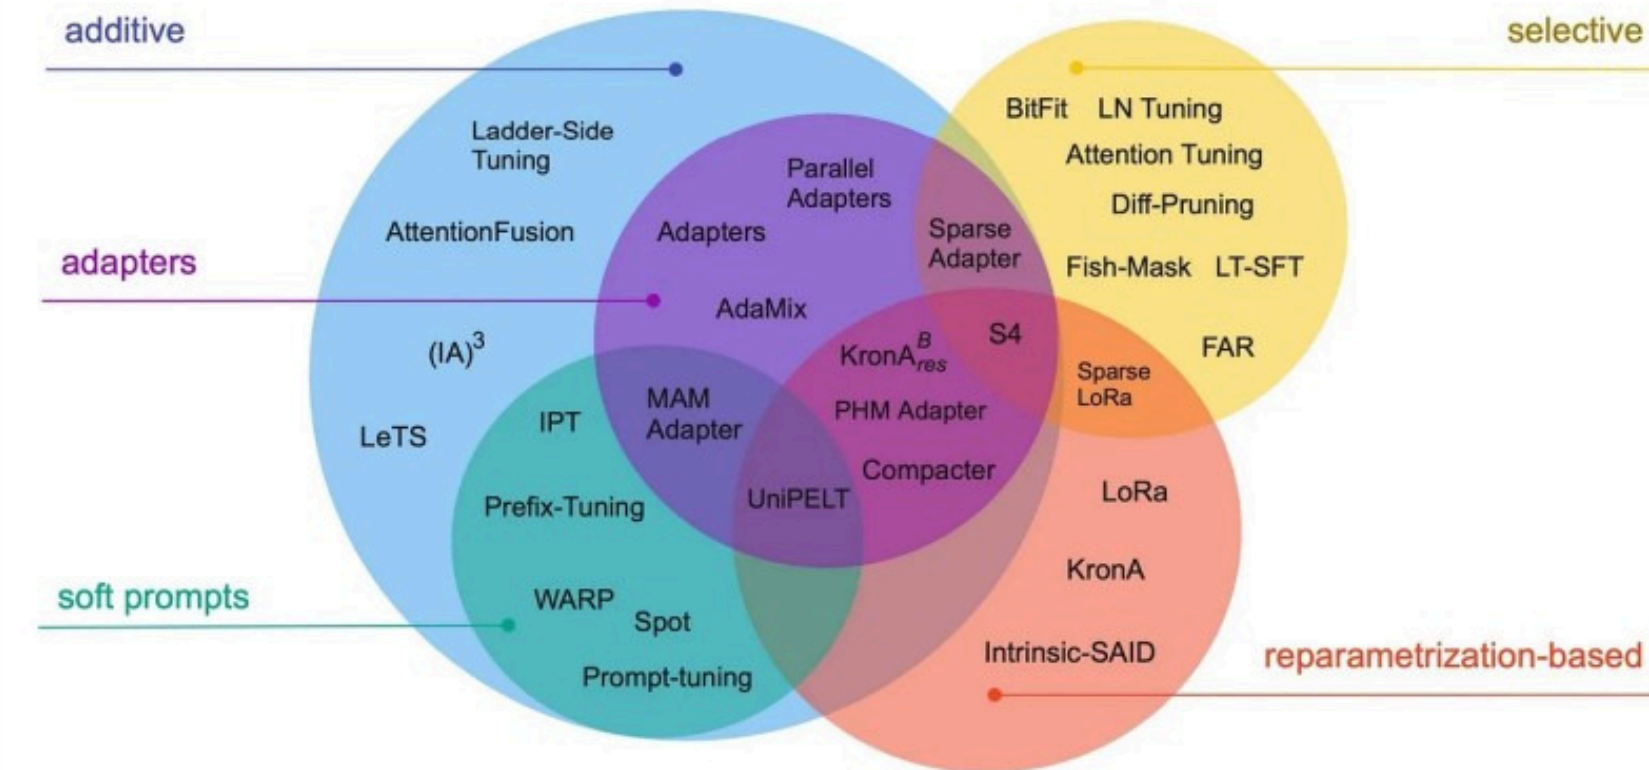 additive
selective
BitFit LN Tuning
Ladder-Side
Tuning
Attention Tuning
Parallel
Adapters
Diff-Pruning
AttentionFusion
Adapters
Sparse
Adapter
adapters
Fish-Mask LT-SFT
AdaMix
S4
(IA)³
KronA^B_res
FAR
Sparse
LoRa
MAM
Adapter
PHM Adapter
IPT
LeTS
Compacter
UniPELT
LoRa
Prefix-Tuning
KronA
soft prompts
WARP
Spot
Intrinsic-SAID
reparametrization-based
Prompt-tuning